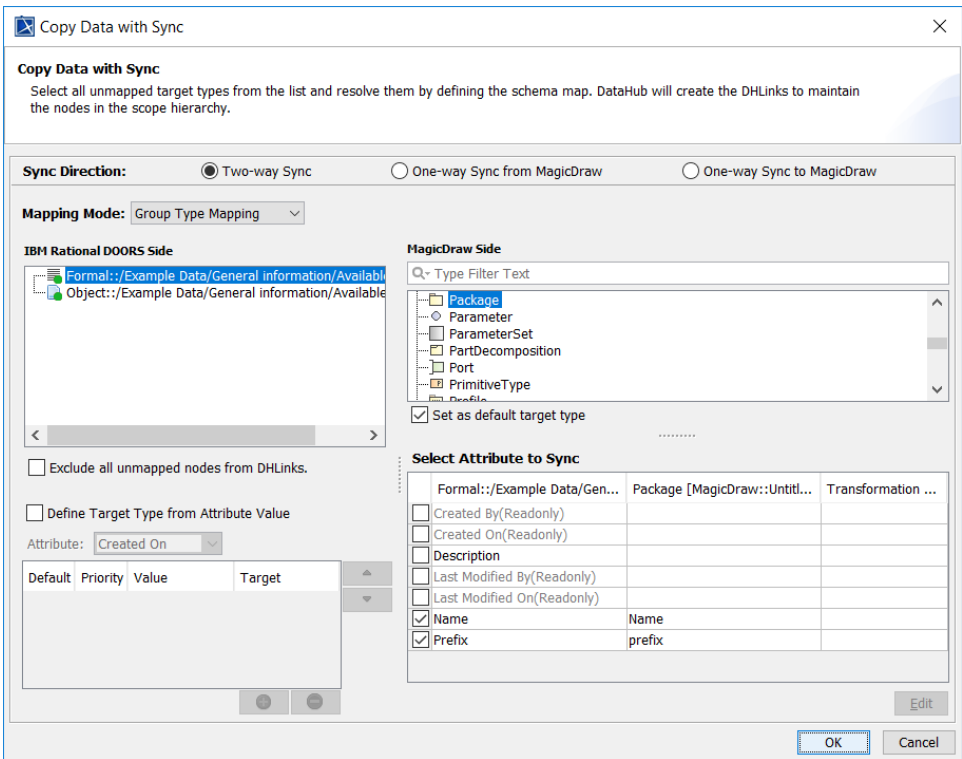 Copy Data with Sync
Copy Data with Sync
Select all unmapped target types from the list and resolve them by defining the schema map. DataHub will create the DHLinks to maintain
the nodes in the scope hierarchy.
Sync Direction: Two-way Sync One-way Sync from MagicDraw One-way Sync to MagicDraw
Mapping Mode: Group Type Mapping
IBM Rational DOORS Side
Formal::/Example Data/General information/Available
Object::/Example Data/General information/Available
Exclude all unmapped nodes from DHLinks.
Define Target Type from Attribute Value
Attribute: Created On
Default Priority Value Target
MagicDraw Side
Type Filter Text
Package
Parameter
ParameterSet
PartDecomposition
Port
PrimitiveType
Profile
Set as default target type
Select Attribute to Sync
Formal::/Example Data/Gen... Package [MagicDraw::Untitl... Transformation ...
Created By(Readonly)
Created On(Readonly)
Description
Last Modified By(Readonly)
Last Modified On(Readonly)
Name Name
Prefix prefix
Edit
OK Cancel